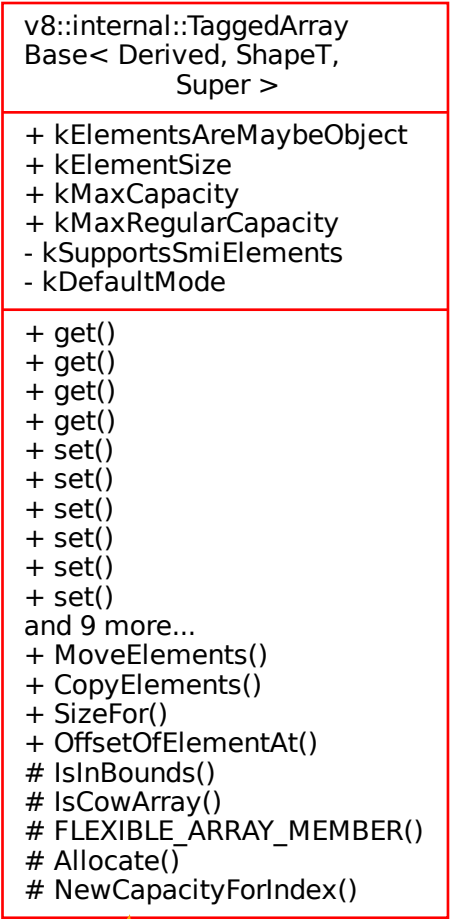 v8::internal::TaggedArray
Base< Derived, ShapeT,
Super >
+ kElementsAreMaybeObject
+ kElementSize
+ kMaxCapacity
+ kMaxRegularCapacity
- kSupportsSmiElements
- kDefaultMode
+ get()
+ get()
+ get()
+ get()
+ set()
+ set()
+ set()
+ set()
+ set()
+ set()
and 9 more...
+ MoveElements()
+ CopyElements()
+ SizeFor()
+ OffsetOfElementAt()
# IsInBounds()
# IsCowArray()
# FLEXIBLE_ARRAY_MEMBER()
# Allocate()
# NewCapacityForIndex()